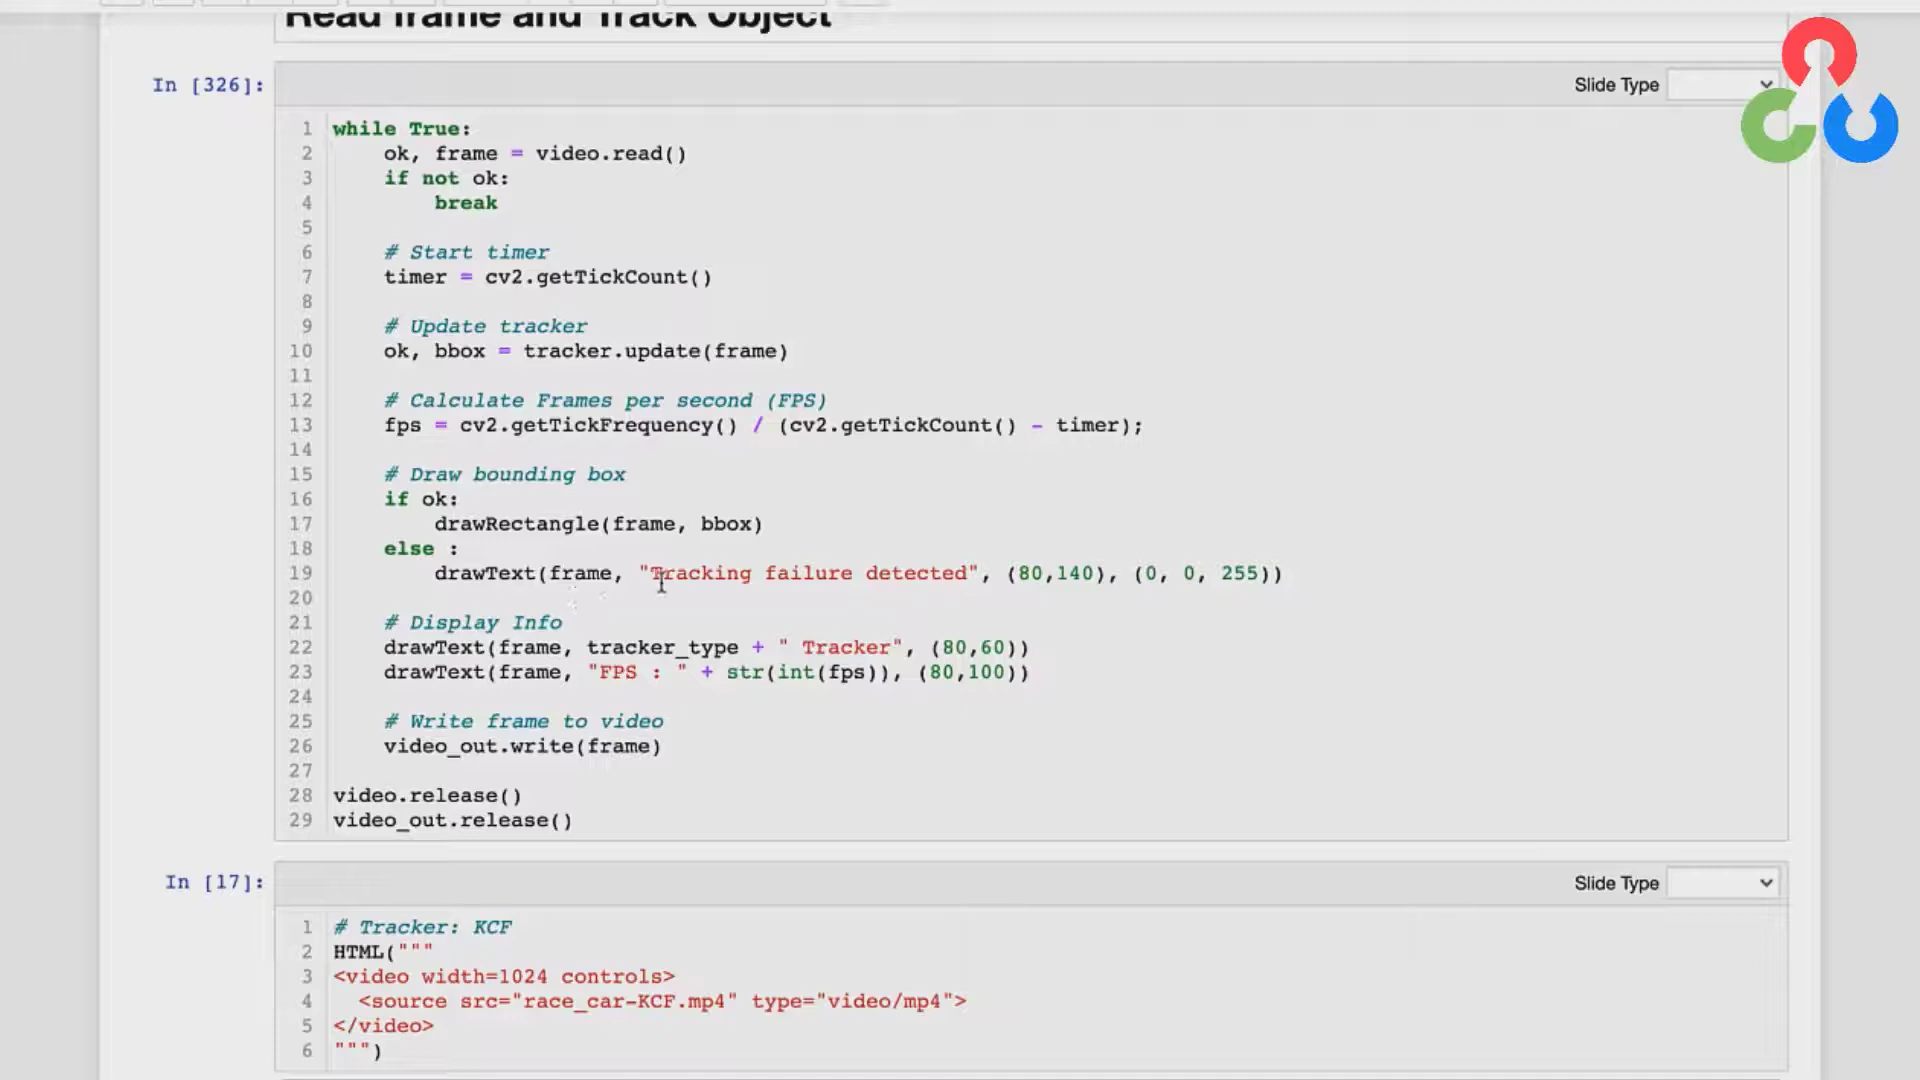 Read frame and Track Object
In [326]:
Slide Type
1 while True:
2     ok, frame = video.read()
3     if not ok:
4         break
5
6     # Start timer
7     timer = cv2.getTickCount()
8
9     # Update tracker
10     ok, bbox = tracker.update(frame)
11
12     # Calculate Frames per second (FPS)
13     fps = cv2.getTickFrequency() / (cv2.getTickCount() - timer);
14
15     # Draw bounding box
16     if ok:
17         drawRectangle(frame, bbox)
18     else :
19         drawText(frame, "Tracking failure detected", (80,140), (0, 0, 255))
20
21     # Display Info
22     drawText(frame, tracker_type + " Tracker", (80,60))
23     drawText(frame, "FPS : " + str(int(fps)), (80,100))
24
25     # Write frame to video
26     video_out.write(frame)
27
28 video.release()
29 video_out.release()
In [17]:
Slide Type
1 # Tracker: KCF
2 HTML("""
3 <video width=1024 controls>
4   <source src="race_car-KCF.mp4" type="video/mp4">
5 </video>
6 """)